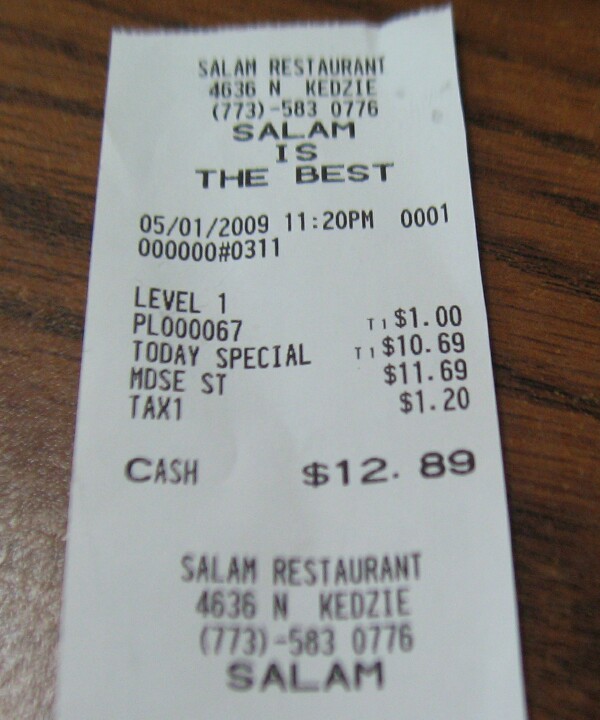 SALAM RESTAURANT
4636 N KEDZIE
(773)-583 0776
SALAM
IS
THE BEST
05/01/2009 11:20PM 0001
000000#0311
LEVEL 1
PL000067 T1 $1.00
TODAY SPECIAL T1 $10.69
MDSE ST $11.69
TAX1 $1.20
CASH $12.89
SALAM RESTAURANT
4636 N KEDZIE
(773)-583 0776
SALAM